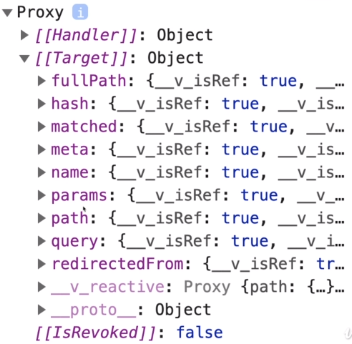 ▼ Proxy i
▶ [[Handler]]: Object
▼ [[Target]]: Object
▶ fullPath: {__v_isRef: true, __…
▶ hash: {__v_isRef: true, __v_is…
▶ matched: {__v_isRef: true, __v…
▶ meta: {__v_isRef: true, __v_is…
▶ name: {__v_isRef: true, __v_is…
▶ params: {__v_isRef: true, __v_…
▶ path: {__v_isRef: true, __v_is…
▶ query: {__v_isRef: true, __v_i…
▶ redirectedFrom: {__v_isRef: tr…
▶ __v_reactive: Proxy {path: {…}…
▶ __proto__: Object
[[IsRevoked]]: false